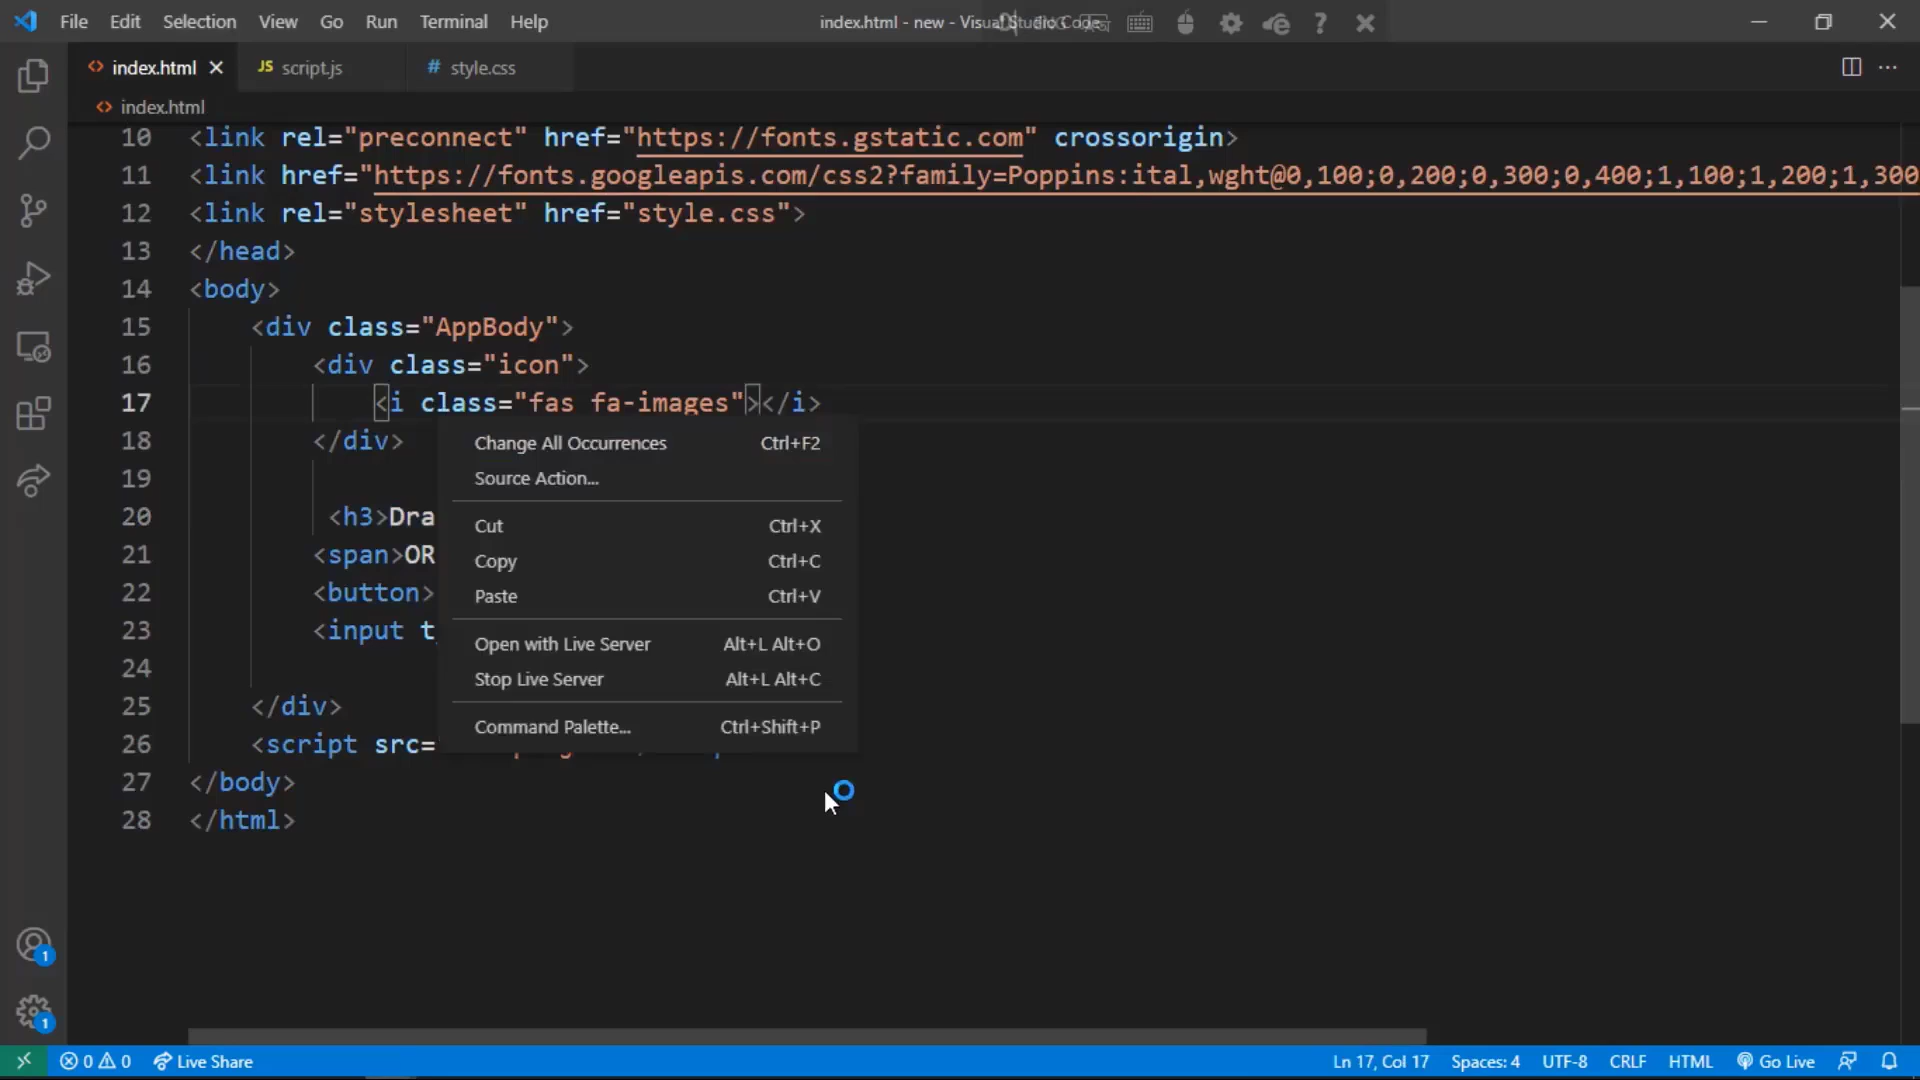 File Edit Selection View Go Run Terminal Help
index.html - new - Visual Studio Code
index.html
JS script.js
# style.css
index.html
10 <link rel="preconnect" href="https://fonts.gstatic.com" crossorigin>
11 <link href="https://fonts.googleapis.com/css2?family=Poppins:ital,wght@0,100;0,200;0,300;0,400;1,100;1,200;1,300
12 <link rel="stylesheet" href="style.css">
13 </head>
14 <body>
15 <div class="AppBody">
16 <div class="icon">
17 <i class="fas fa-images"></i>
18 </div>
19
20 <h3>Dra
21 <span>OR
22 <button>
23 <input t
24
25 </div>
26 <script src=
27 </body>
28 </html>
Change All Occurrences Ctrl+F2
Source Action...
Cut Ctrl+X
Copy Ctrl+C
Paste Ctrl+V
Open with Live Server Alt+L Alt+O
Stop Live Server Alt+L Alt+C
Command Palette... Ctrl+Shift+P
1
1
0 0 Live Share
Ln 17, Col 17 Spaces: 4 UTF-8 CRLF HTML Go Live